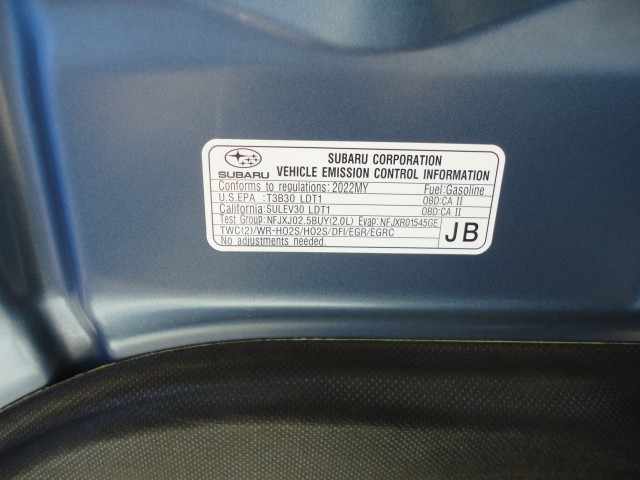 SUBARU CORPORATION
SUBARU VEHICLE EMISSION CONTROL INFORMATION
Conforms to regulations: 2022MY Fuel:Gasoline
U.S.EPA :T3B30 LDT1 OBD:CA II
California:SULEV30 LDT1 OBD:CA II
Test Group: NFJXJ02.5BUY(2.0L) Evap: NFJXR01545GE
TWC(2)/WR-HO2S/HO2S/DFI/EGR/EGRC
No adjustments needed.
JB